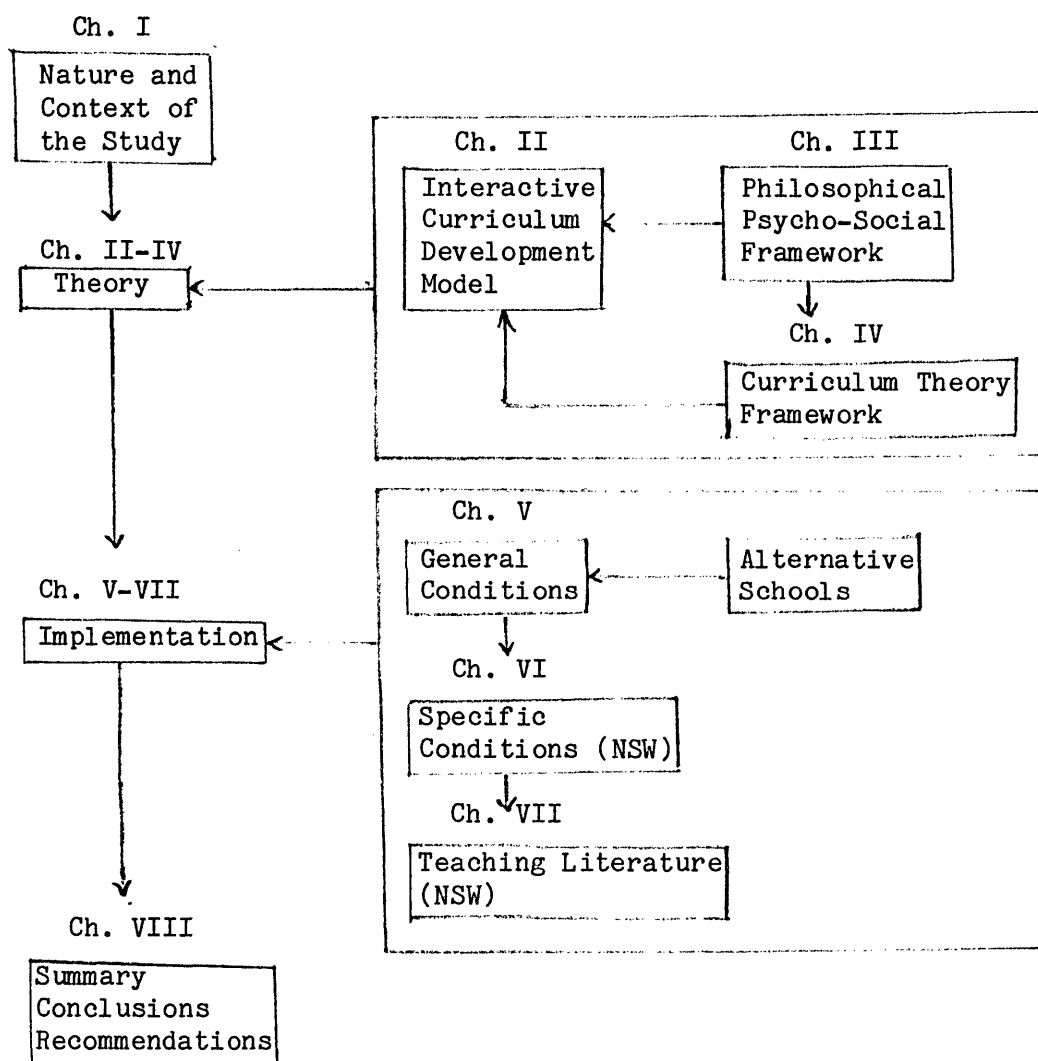 Ch. I
Nature and
Context of
the Study
Ch. II-IV
Theory
Ch. II
Interactive
Curriculum
Development
Model
Ch. III
Philosophical
Psycho-Social
Framework
Ch. IV
Curriculum Theory
Framework
Ch. V-VII
Implementation
Ch. V
General
Conditions
Alternative
Schools
Ch. VI
Specific
Conditions (NSW)
Ch. VII
Teaching Literature
(NSW)
Ch. VIII
Summary
Conclusions
Recommendations